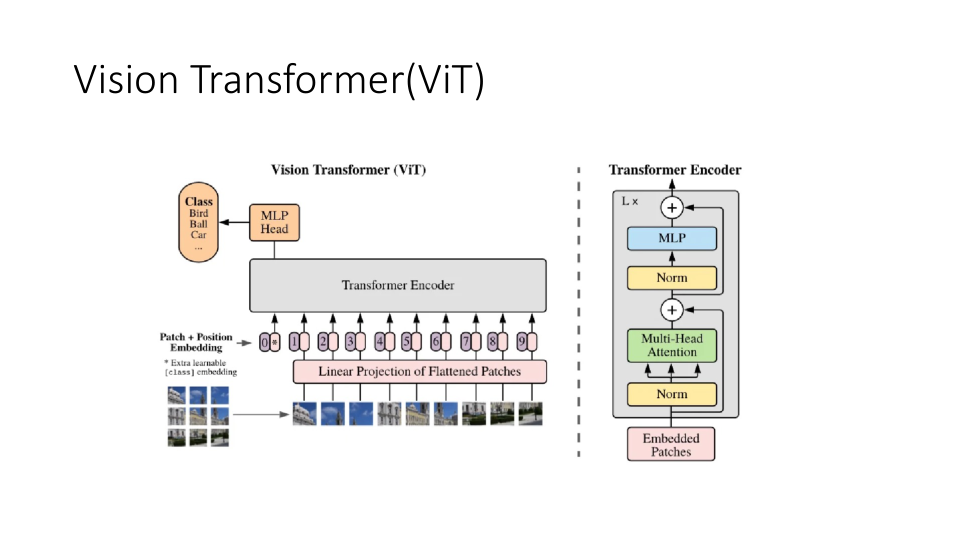 Vision Transformer(ViT)
Vision Transformer (ViT)
Class
Bird
Ball
Car
...
MLP
Head
Transformer Encoder
Patch + Position
Embedding
0 * 1 2 3 4 5 6 7 8 9
* Extra learnable
[class] embedding
Linear Projection of Flattened Patches
Transformer Encoder
L x
+
MLP
Norm
+
Multi-Head
Attention
Norm
Embedded
Patches